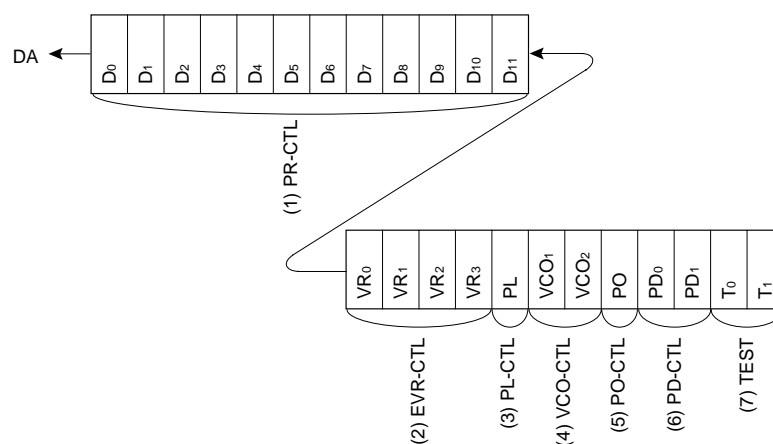 DA
D0 D1 D2 D3 D4 D5 D6 D7 D8 D9 D10 D11
(1) PR-CTL
VR0 VR1 VR2 VR3 PL VCO1 VCO2 PO PD0 PD1 T0 T1
(2) EVR-CTL
(3) PL-CTL
(4) VCO-CTL
(5) PO-CTL
(6) PD-CTL
(7) TEST